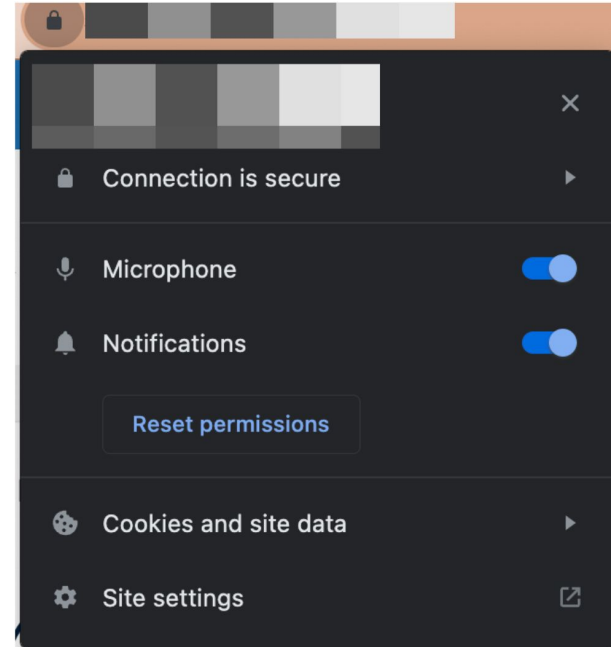 Connection is secure
Microphone
Notifications
Reset permissions
Cookies and site data
Site settings